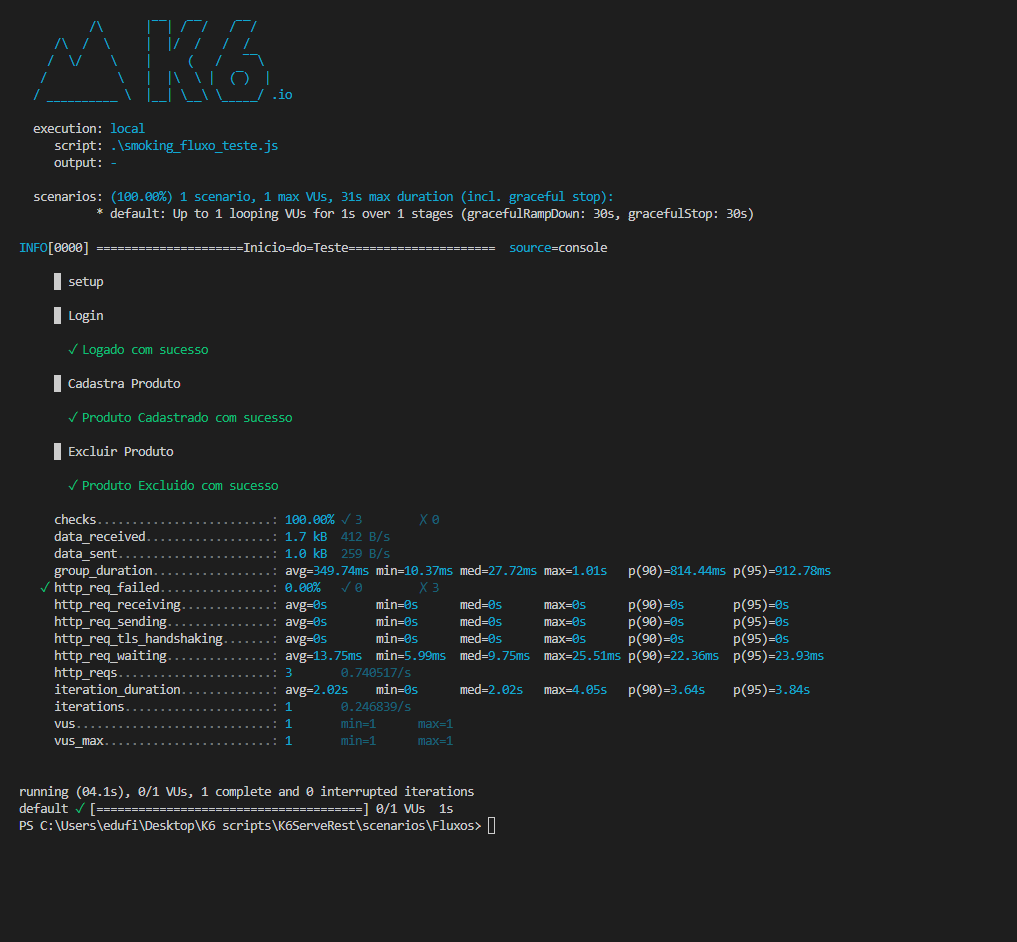 .io
execution: local
script: .\smoking_fluxo_teste.js
output: -
scenarios: (100.00%) 1 scenario, 1 max VUs, 31s max duration (incl. graceful stop):
* default: Up to 1 looping VUs for 1s over 1 stages (gracefulRampDown: 30s, gracefulStop: 30s)
INFO[0000] =====================Inicio=do=Teste===================== source=console
█ setup
█ Login
✓ Logado com sucesso
█ Cadastra Produto
✓ Produto Cadastrado com sucesso
█ Excluir Produto
✓ Produto Excluido com sucesso
checks.........................: 100.00% ✓ 3 ✗ 0
data_received..................: 1.7 kB 412 B/s
data_sent......................: 1.0 kB 259 B/s
group_duration.................: avg=349.74ms min=10.37ms med=27.72ms max=1.01s p(90)=814.44ms p(95)=912.78ms
✓ http_req_failed................: 0.00% ✓ 0 ✗ 3
http_req_receiving.............: avg=0s min=0s med=0s max=0s p(90)=0s p(95)=0s
http_req_sending...............: avg=0s min=0s med=0s max=0s p(90)=0s p(95)=0s
http_req_tls_handshaking.......: avg=0s min=0s med=0s max=0s p(90)=0s p(95)=0s
http_req_waiting...............: avg=13.75ms min=5.99ms med=9.75ms max=25.51ms p(90)=22.36ms p(95)=23.93ms
http_reqs......................: 3 0.740517/s
iteration_duration.............: avg=2.02s min=0s med=2.02s max=4.05s p(90)=3.64s p(95)=3.84s
iterations.....................: 1 0.246839/s
vus............................: 1 min=1 max=1
vus_max........................: 1 min=1 max=1
running (04.1s), 0/1 VUs, 1 complete and 0 interrupted iterations
default ✓ [======================================] 0/1 VUs 1s
PS C:\Users\edufi\Desktop\K6 scripts\K6ServeRest\scenarios\Fluxos>